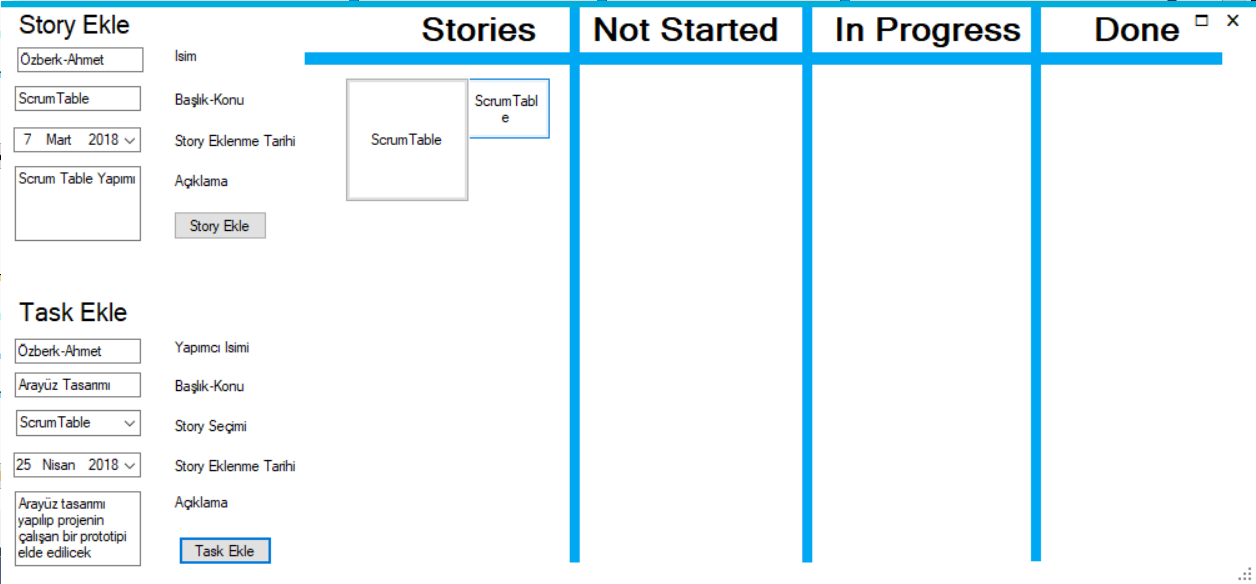 Story Ekle
Özberk-Ahmet
İsim
ScrumTable
Başlık-Konu
7 Mart 2018
Story Eklenme Tarihi
Scrum Table Yapımı
Açıklama
Story Ekle
Task Ekle
Özberk-Ahmet
Yapımcı İsimi
Arayüz Tasarımı
Başlık-Konu
ScrumTable
Story Seçimi
25 Nisan 2018
Story Eklenme Tarihi
Arayüz tasarımı
yapılıp projenin
çalışan bir prototipi
elde edilicek
Açıklama
Task Ekle
Stories
Not Started
In Progress
Done
ScrumTable
ScrumTabl
e